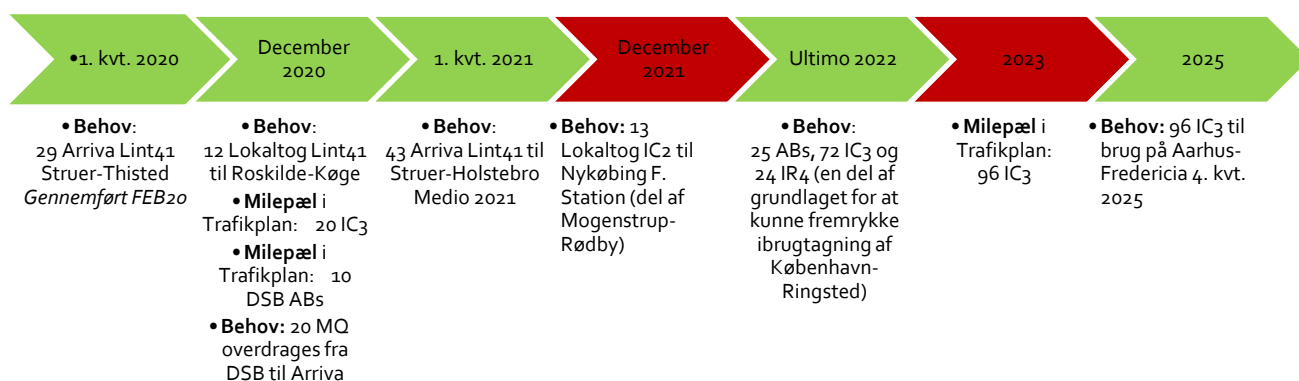 •1. kvt. 2020
December
2020
1. kvt. 2021
December
2021
Ultimo 2022
2023
2025
• Behov:
29 Arriva Lint41
Struer-Thisted
Gennemført FEB20
• Behov:
12 Lokaltog Lint41
til Roskilde-Køge
• Milepæl i
Trafikplan: 20 IC3
• Milepæl i
Trafikplan: 10
DSB ABs
• Behov: 20 MQ
overdrages fra
DSB til Arriva
• Behov:
43 Arriva Lint41 til
Struer-Holstebro
Medio 2021
• Behov: 13
Lokaltog IC2 til
Nykøbing F.
Station (del af
Mogenstrup-
Rødby)
• Behov:
25 ABs, 72 IC3 og
24 IR4 (en del af
grundlaget for at
kunne fremrykke
ibrugtagning af
København-
Ringsted)
• Milepæl i
Trafikplan:
96 IC3
• Behov: 96 IC3 til
brug på Aarhus-
Fredericia 4. kvt.
2025